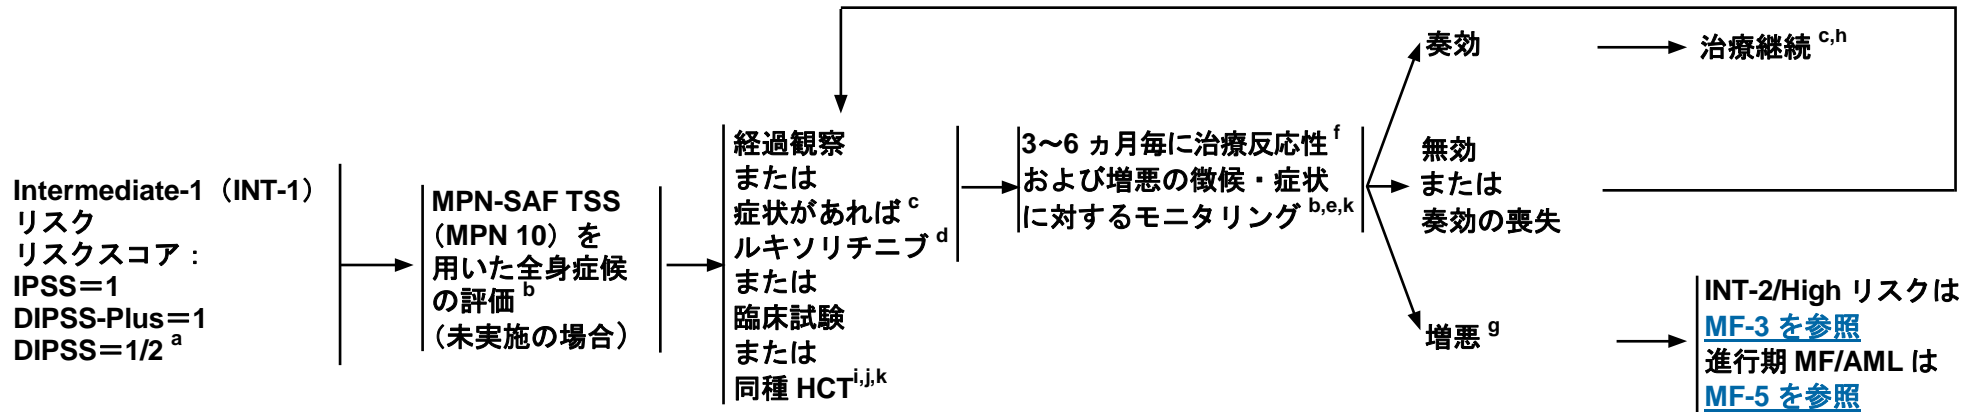 Intermediate-1（INT-1）
リスク
リスクスコア：
IPSS＝1
DIPSS-Plus＝1
DIPSS＝1/2 a
MPN-SAF TSS
（MPN 10）を
用いた全身症候
の評価 b
（未実施の場合）
経過観察
または
症状があれば c
ルキソリチニブ d
または
臨床試験
または
同種 HCT i,j,k
3～6 ヵ月毎に治療反応性 f
および増悪の徴候・症状
に対するモニタリング b,e,k
奏効
治療継続 c,h
無効
または
奏効の喪失
増悪 g
INT-2/High リスクは
MF-3 を参照
進行期 MF/AML は
MF-5 を参照